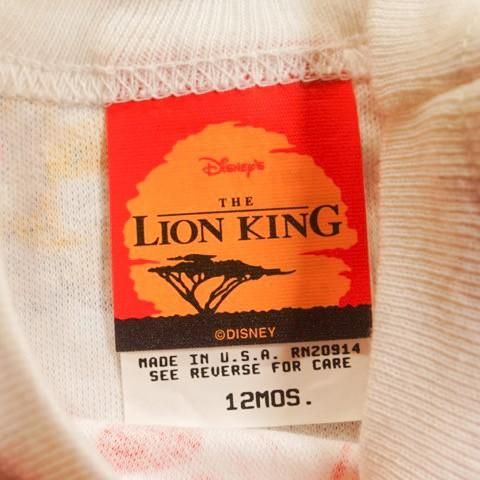 Disney's
THE
LION KING
©DISNEY
MADE IN U.S.A. RN20914
SEE REVERSE FOR CARE
12MOS.